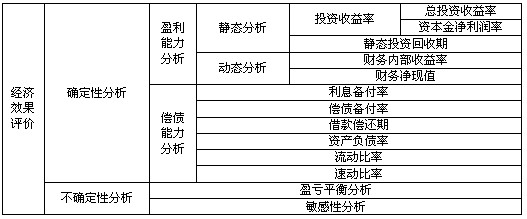 经济
效果
评价
确定性分析
盈利
能力
分析
静态分析
投资收益率
总投资收益率
资本金净利润率
静态投资回收期
动态分析
财务内部收益率
财务净现值
偿债
能力
分析
利息备付率
偿债备付率
借款偿还期
资产负债率
流动比率
速动比率
不确定性分析
盈亏平衡分析
敏感性分析